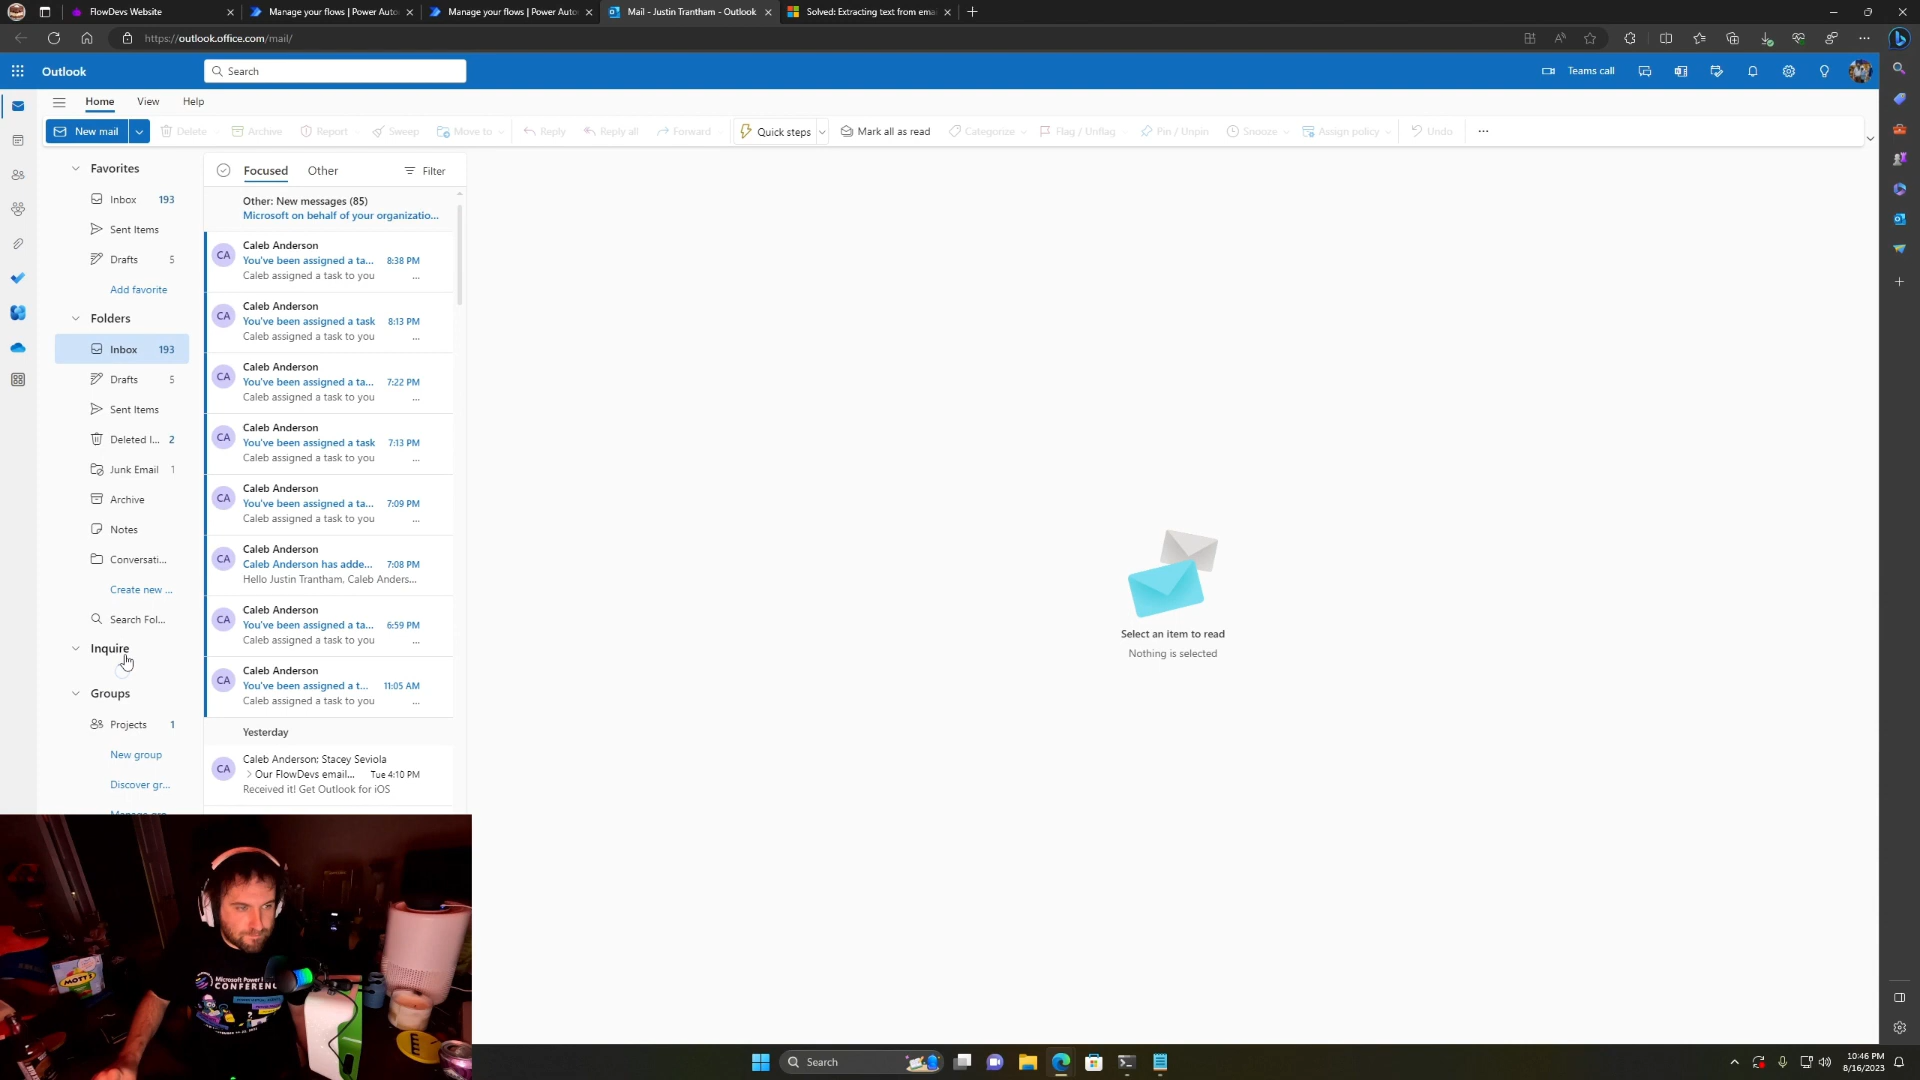 FlowDevs Website
Manage your flows | Power Auto
Manage your flows | Power Auto
Mail - Justin Trantham - Outlook
Solved: Extracting text from ema
https://outlook.office.com/mail/
Outlook
Search
Teams call
Home
View
Help
New mail
Delete
Archive
Report
Sweep
Move to
Reply
Reply all
Forward
Quick steps
Mark all as read
Categorize
Flag / Unflag
Pin / Unpin
Snooze
Assign policy
Undo
...
Favorites
Inbox 193
Sent Items
Drafts 5
Add favorite
Folders
Inbox 193
Drafts 5
Sent Items
Deleted I... 2
Junk Email 1
Archive
Notes
Conversati...
Create new ...
Search Fol...
Inquire
Groups
Projects 1
New group
Discover gr...
Focused
Other
Filter
Other: New messages (85)
Microsoft on behalf of your organizatio...
CA
Caleb Anderson
You've been assigned a ta... 8:38 PM
Caleb assigned a task to you ...
CA
Caleb Anderson
You've been assigned a task 8:13 PM
Caleb assigned a task to you ...
CA
Caleb Anderson
You've been assigned a ta... 7:22 PM
Caleb assigned a task to you ...
CA
Caleb Anderson
You've been assigned a task 7:13 PM
Caleb assigned a task to you ...
CA
Caleb Anderson
You've been assigned a ta... 7:09 PM
Caleb assigned a task to you ...
CA
Caleb Anderson
Caleb Anderson has adde... 7:08 PM
Hello Justin Trantham, Caleb Anders...
CA
Caleb Anderson
You've been assigned a ta... 6:59 PM
Caleb assigned a task to you ...
CA
Caleb Anderson
You've been assigned a t... 11:05 AM
Caleb assigned a task to you ...
Yesterday
CA
Caleb Anderson; Stacey Seviola
Our FlowDevs email... Tue 4:10 PM
Received it! Get Outlook for iOS
Select an item to read
Nothing is selected
MOTT'S
Microsoft Power
CONFERENC
Search
10:46 PM
8/16/2023